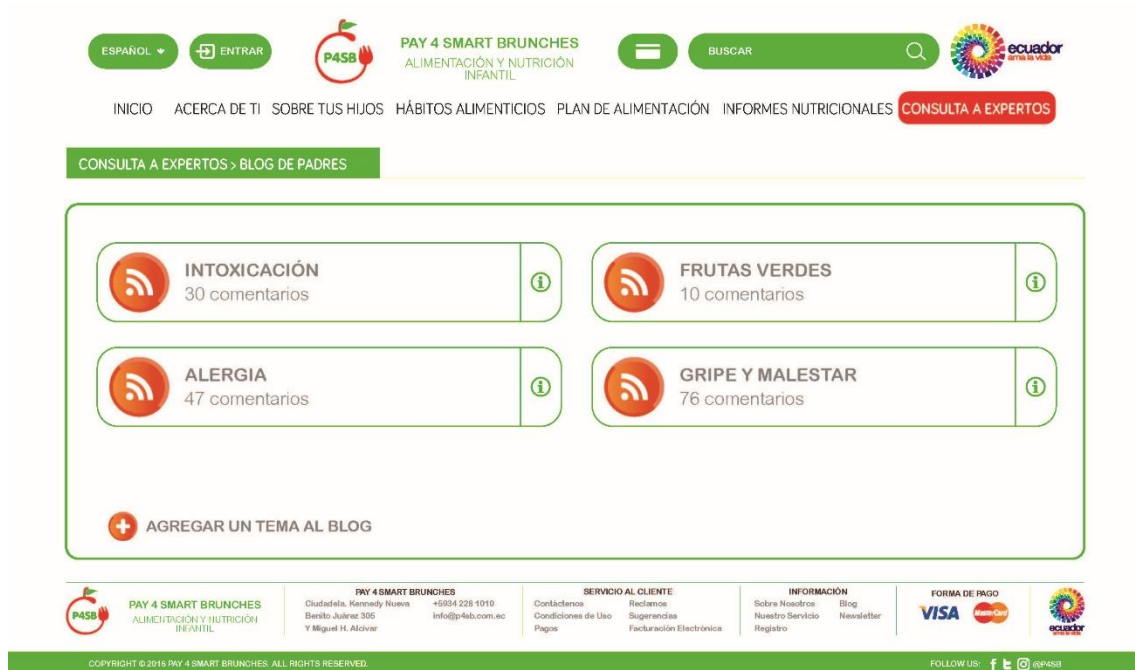 ESPAÑOL
ENTRAR
P4SB
PAY 4 SMART BRUNCHES
ALIMENTACIÓN Y NUTRICIÓN
INFANTIL
BUSCAR
ecuador
ama la vida
INICIO ACERCA DE TI SOBRE TUS HIJOS HÁBITOS ALIMENTICIOS PLAN DE ALIMENTACIÓN INFORMES NUTRICIONALES CONSULTA A EXPERTOS
CONSULTA A EXPERTOS > BLOG DE PADRES
INTOXICACIÓN
30 comentarios
FRUTAS VERDES
10 comentarios
ALERGIA
47 comentarios
GRIPE Y MALESTAR
76 comentarios
AGREGAR UN TEMA AL BLOG
P4SB
PAY 4 SMART BRUNCHES
ALIMENTACIÓN Y NUTRICIÓN
INFANTIL
PAY 4 SMART BRUNCHES
Ciudadela. Kennedy Nueva +5934 228 1010
Benito Juárez 305 info@p4sb.com.ec
Y Miguel H. Alcivar
SERVICIO AL CLIENTE
Contáctenos Reclamos
Condiciones de Uso Sugerencias
Pagos Facturación Electrónica
INFORMACIÓN
Sobre Nosotros Blog
Nuestro Servicio Newsletter
Registro
FORMA DE PAGO
VISA MasterCard
ecuador
ama la vida
COPYRIGHT © 2016 PAY 4 SMART BRUNCHES. ALL RIGHTS RESERVED.
FOLLOW US: @P4SB